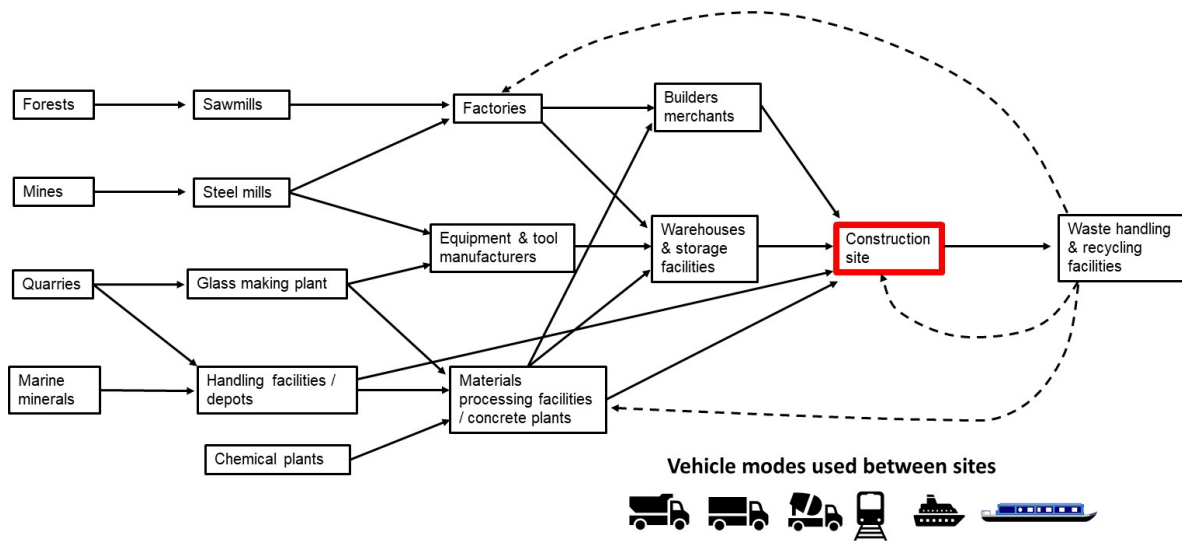 Forests
Sawmills
Factories
Builders
merchants
Mines
Steel mills
Equipment & tool
manufacturers
Warehouses
& storage
facilities
Construction
site
Waste handling
& recycling
facilities
Quarries
Glass making plant
Marine
minerals
Handling facilities /
depots
Materials
processing facilities
/ concrete plants
Chemical plants
Vehicle modes used between sites